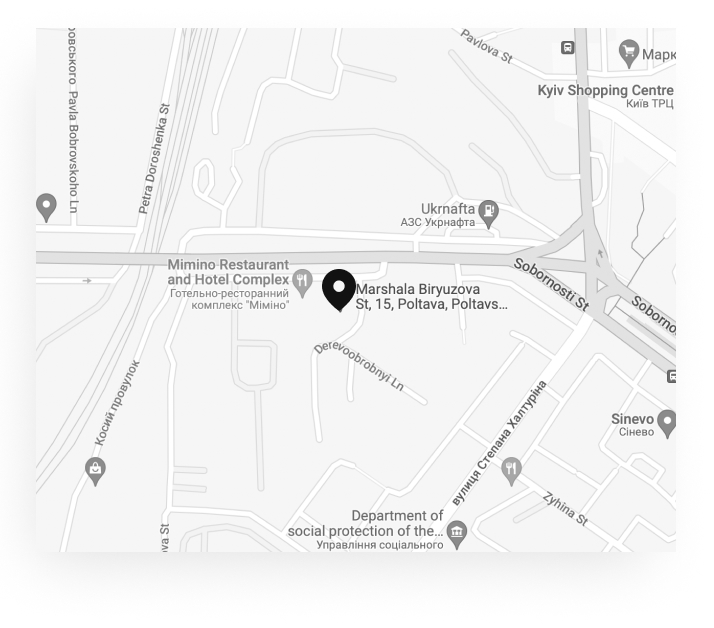 Pavlova St
Марк
Kyiv Shopping Centre
Київ ТРЦ
ровського
Pavla Bobrovskoho Ln
Petra Doroshenka St
Ukrnafta
АЗС Укрнафта
Mimino Restaurant
and Hotel Complex
Готельно-ресторанний
комплекс "Міміно"
Marshala Biryuzova
St, 15, Poltava, Poltavs...
Sobornosti St
Soborno
Derevoobrobnyi Ln
Косий провулок
вулиця Степана Халтуріна
Sinevo
Сінево
Zyhina St
Department of
social protection of the...
Управління соціального
ova St